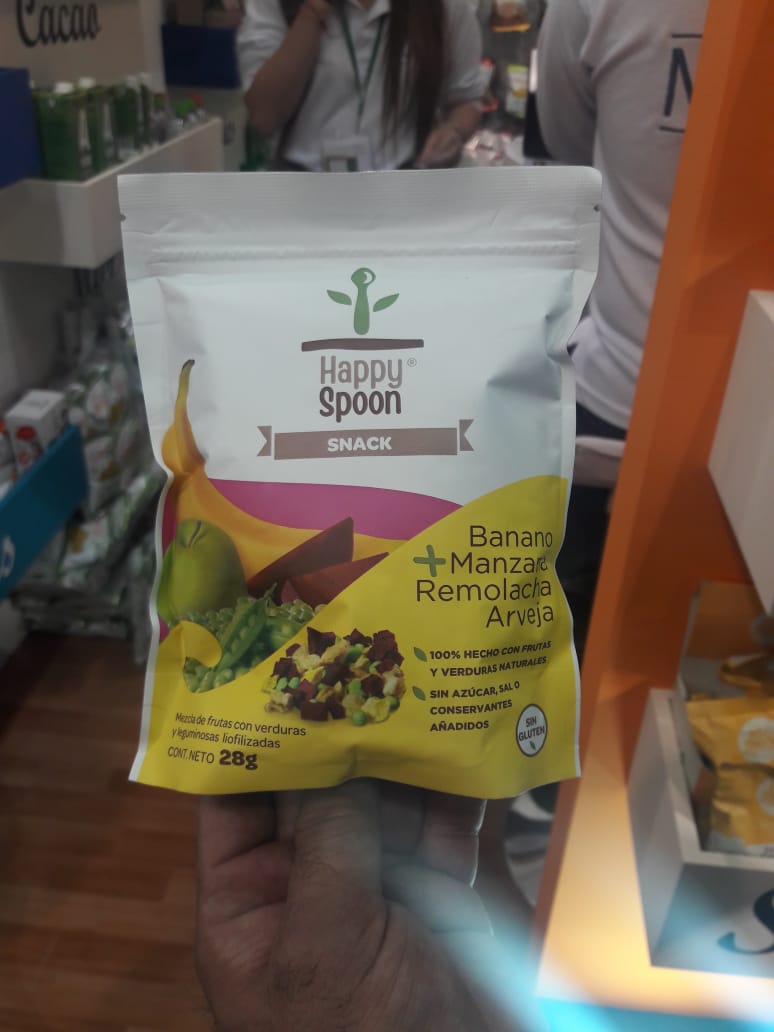 Cacao
Happy®
Spoon
SNACK
Banano
+ Manzana
Remolacha
Arveja
100% HECHO CON FRUTAS
Y VERDURAS NATURALES
SIN AZÚCAR, SAL O
CONSERVANTES
AÑADIDOS
SIN
GLUTEN
Mezcla de frutas con verduras
y leguminosas liofilizadas
CONT. NETO 28g